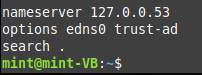 nameserver 127.0.0.53
options edns0 trust-ad
search .
mint@mint-VB:~$